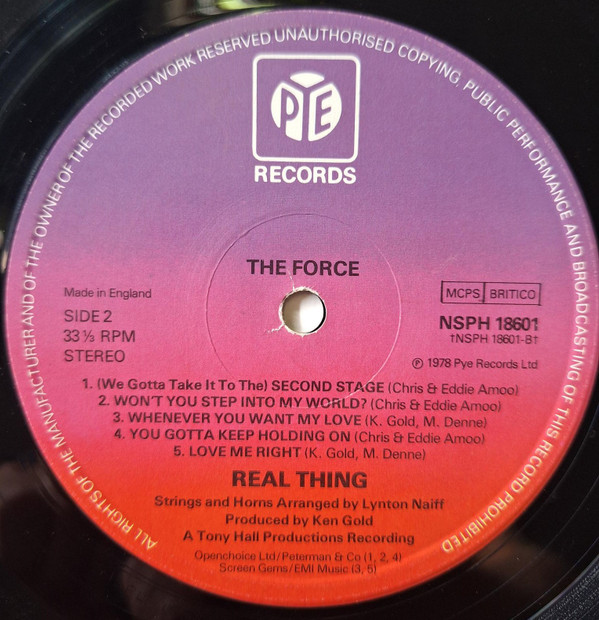 ALL RIGHTS OF THE MANUFACTURER AND OF THE OWNER OF THE RECORDED WORK RESERVED UNAUTHORISED COPYING, PUBLIC PERFORMANCE AND BROADCASTING OF THIS RECORD PROHIBITED
PYE
RECORDS
THE FORCE
Made in England
SIDE 2
33⅓ RPM
STEREO
MCPS BRITICO
NSPH 18601
†NSPH 18601-B†
℗ 1978 Pye Records Ltd
1. (We Gotta Take It To The) SECOND STAGE (Chris & Eddie Amoo)
2. WON'T YOU STEP INTO MY WORLD? (Chris & Eddie Amoo)
3. WHENEVER YOU WANT MY LOVE (K. Gold, M. Denne)
4. YOU GOTTA KEEP HOLDING ON (Chris & Eddie Amoo)
5. LOVE ME RIGHT (K. Gold, M. Denne)
REAL THING
Strings and Horns Arranged by Lynton Naiff
Produced by Ken Gold
A Tony Hall Productions Recording
Openchoice Ltd/Peterman & Co (1, 2, 4)
Screen Gems/EMI Music (3, 5)